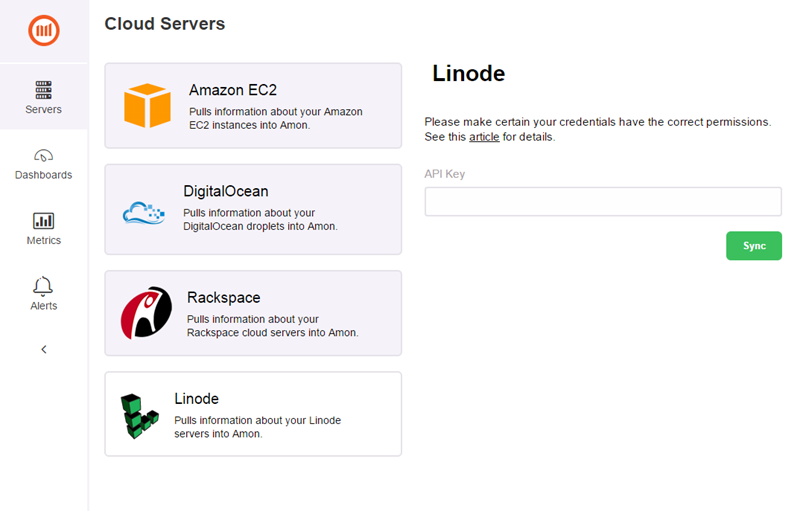 Cloud Servers
Servers
Dashboards
Metrics
Alerts
Amazon EC2
Pulls information about your Amazon
EC2 instances into Amon.
DigitalOcean
Pulls information about your
DigitalOcean droplets into Amon.
Rackspace
Pulls information about your
Rackspace cloud servers into Amon.
Linode
Pulls information about your Linode
servers into Amon.
Linode
Please make certain your credentials have the correct permissions.
See this article for details.
API Key
Sync